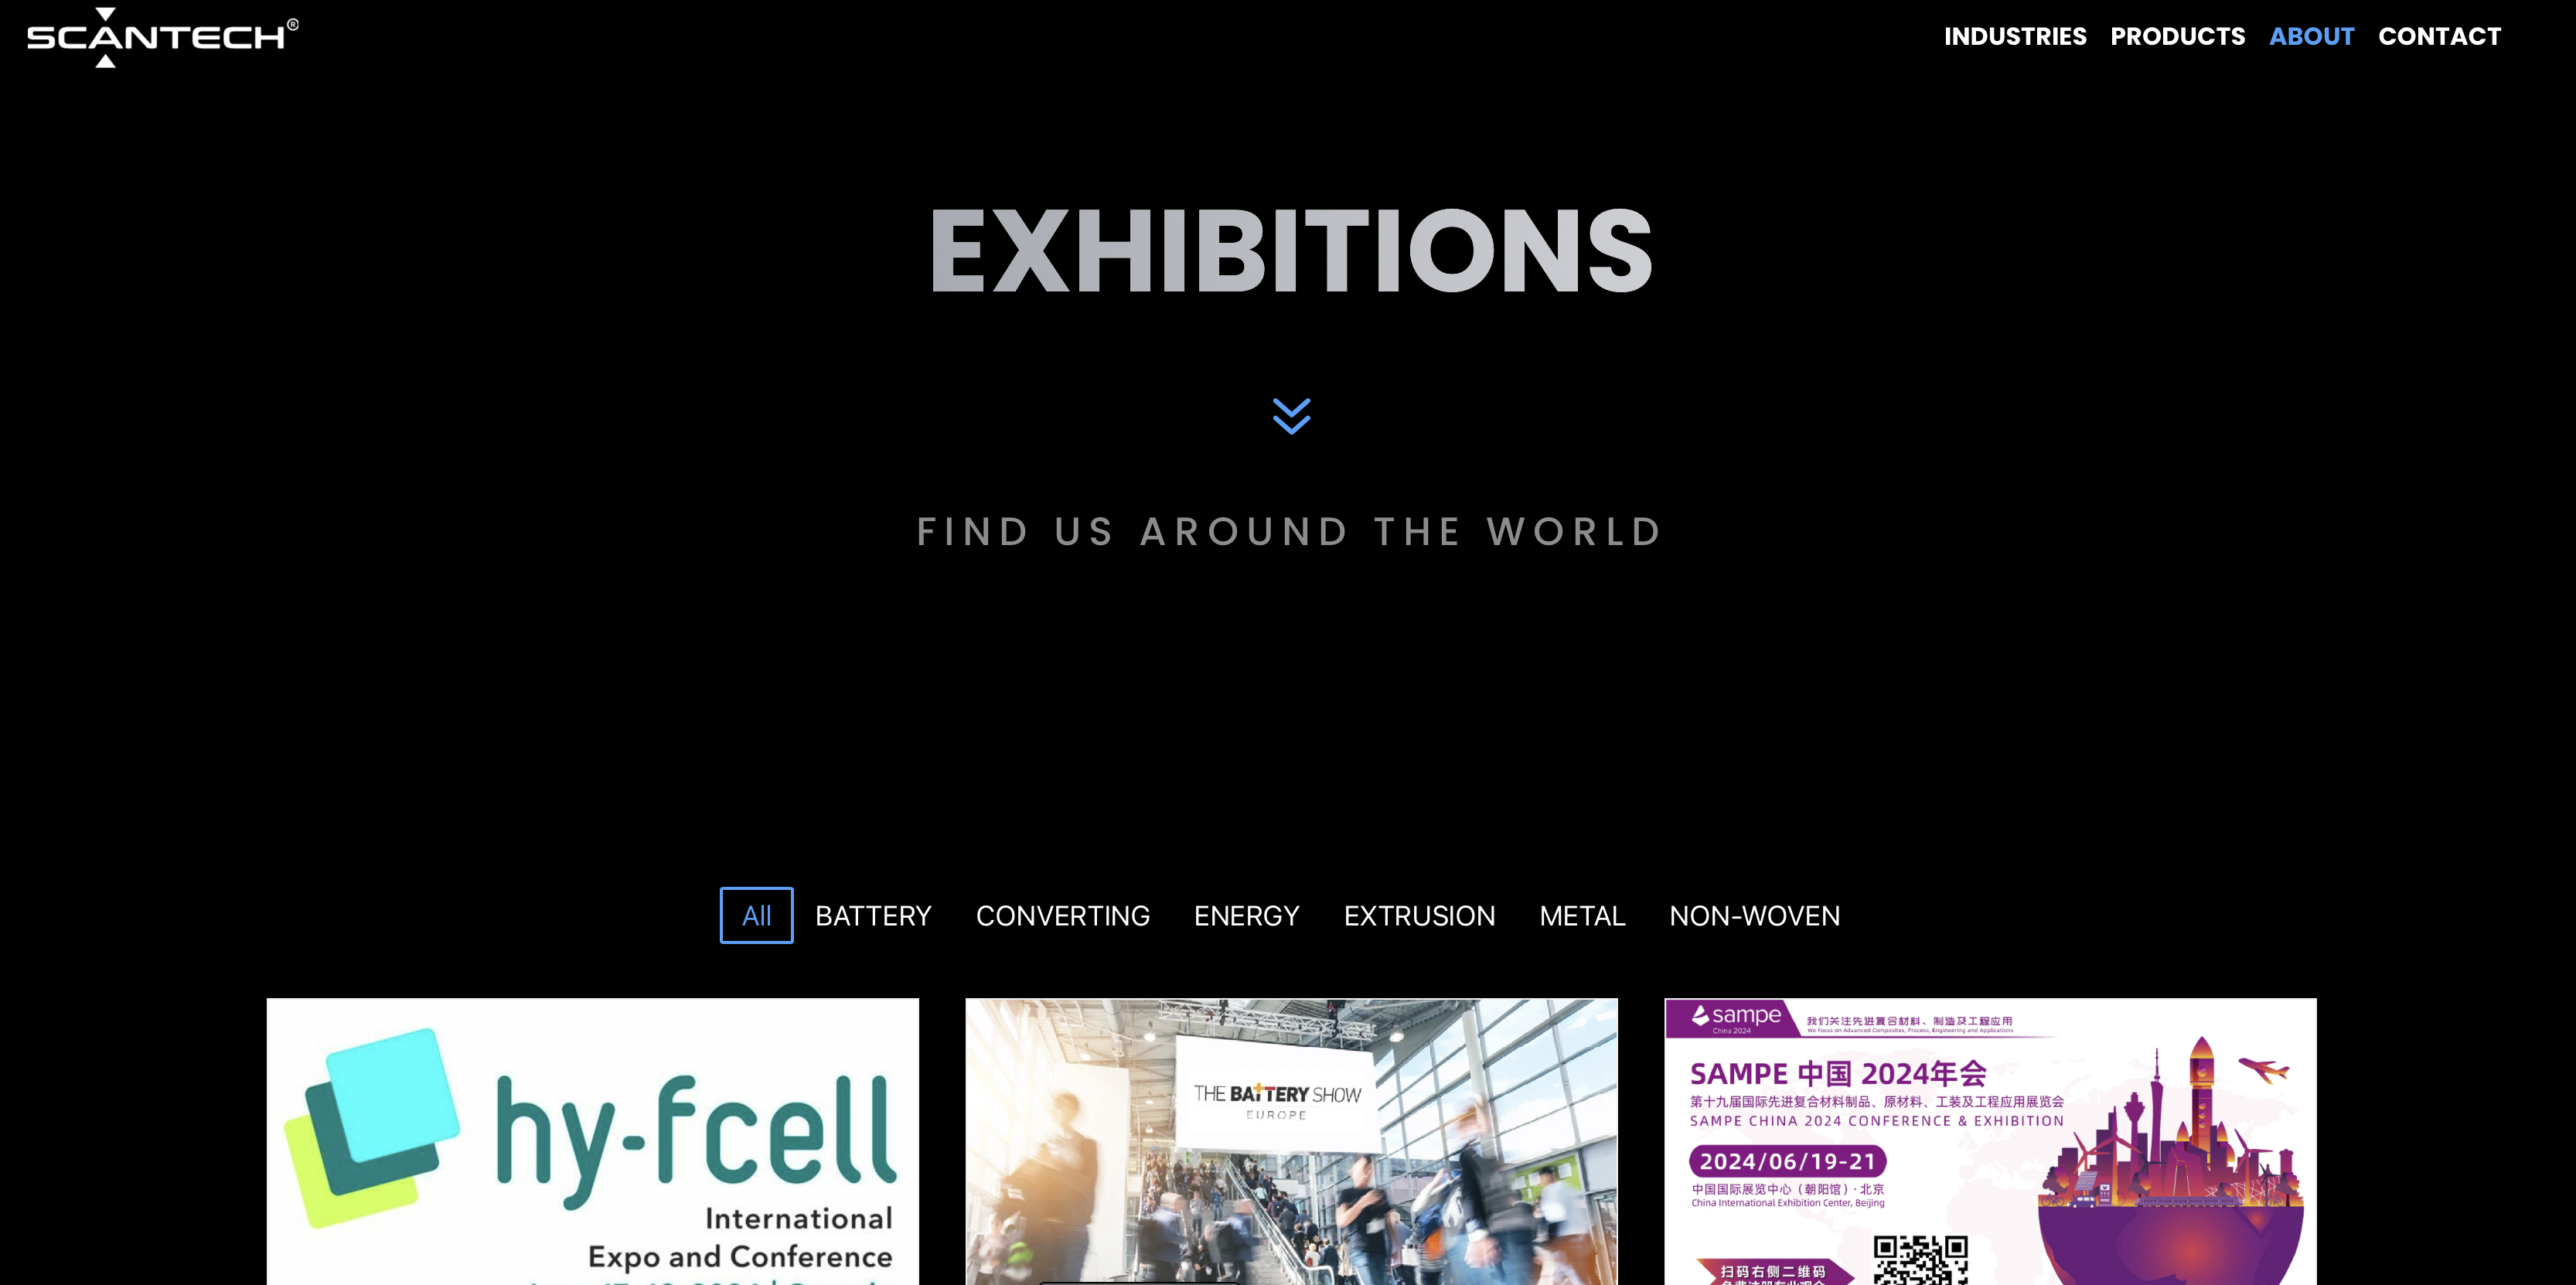 SCANTECH®
INDUSTRIES PRODUCTS ABOUT CONTACT
EXHIBITIONS
FIND US AROUND THE WORLD
All BATTERY CONVERTING ENERGY EXTRUSION METAL NON-WOVEN
hy-fcell
International
Expo and Conference
THE BATTERY SHOW
EUROPE
sampe
China 2024
我们关注先进复合材料、制造及工程应用
We Focus on Advanced Composites, Process, Engineering and Applications
SAMPE 中国 2024年会
第十九届国际先进复合材料制品、原材料、工装及工程应用展览会
SAMPE CHINA 2024 CONFERENCE & EXHIBITION
2024/06/19-21
中国国际展览中心（朝阳馆）· 北京
China International Exhibition Center, Beijing
扫码右侧二维码